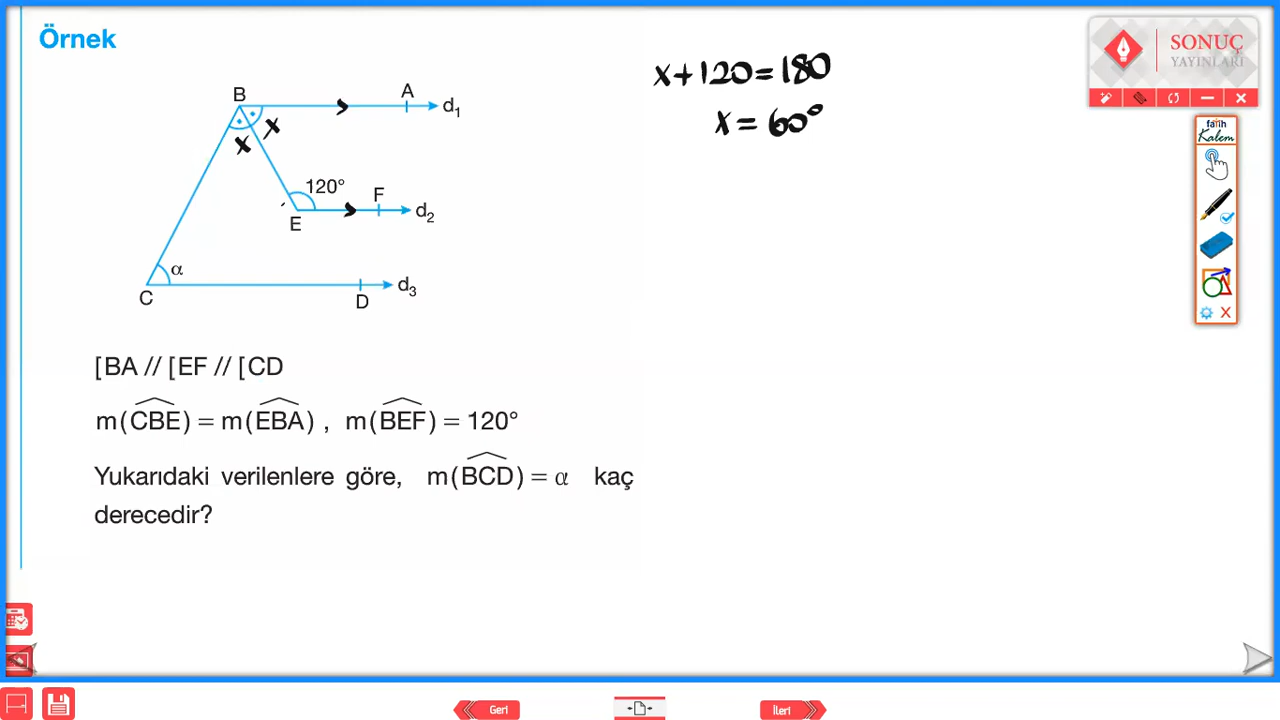 Örnek
x+120=180
x=60°
SONUÇ
YAYINLARI
fatih
Kalem
B
A
d1
x
x
120°
F
d2
E
α
C
D
d3
[BA // [EF // [CD
m(CBE) = m(EBA) , m(BEF) = 120°
Yukarıdaki verilenlere göre, m(BCD) = α kaç
derecedir?
Geri
İleri